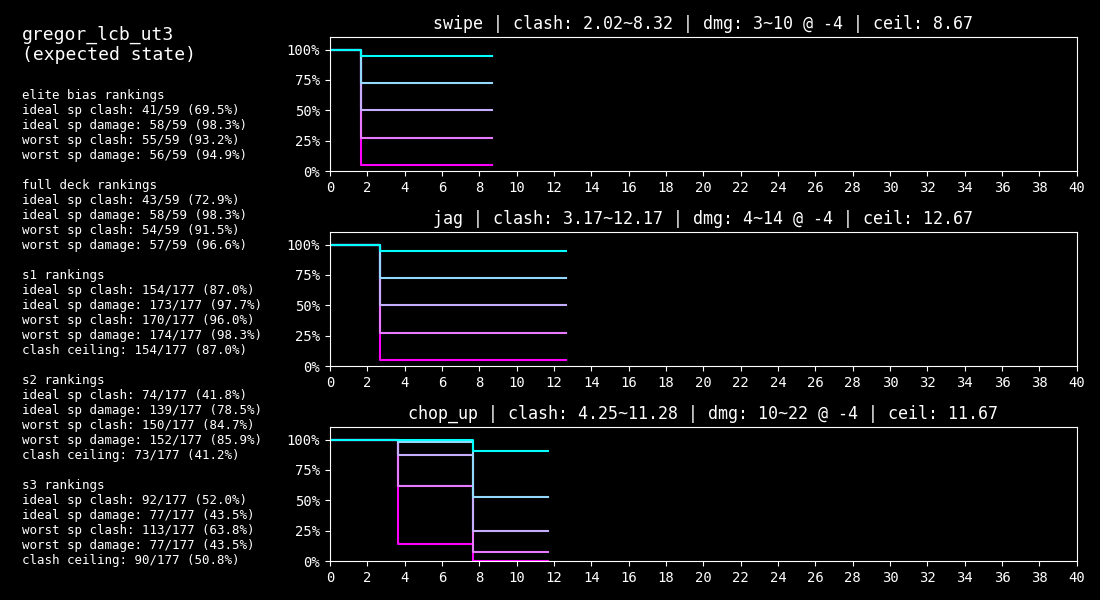 gregor_lcb_ut3
(expected state)
elite bias rankings
ideal sp clash: 41/59 (69.5%)
ideal sp damage: 58/59 (98.3%)
worst sp clash: 55/59 (93.2%)
worst sp damage: 56/59 (94.9%)
full deck rankings
ideal sp clash: 43/59 (72.9%)
ideal sp damage: 58/59 (98.3%)
worst sp clash: 54/59 (91.5%)
worst sp damage: 57/59 (96.6%)
s1 rankings
ideal sp clash: 154/177 (87.0%)
ideal sp damage: 173/177 (97.7%)
worst sp clash: 170/177 (96.0%)
worst sp damage: 174/177 (98.3%)
clash ceiling: 154/177 (87.0%)
s2 rankings
ideal sp clash: 74/177 (41.8%)
ideal sp damage: 139/177 (78.5%)
worst sp clash: 150/177 (84.7%)
worst sp damage: 152/177 (85.9%)
clash ceiling: 73/177 (41.2%)
s3 rankings
ideal sp clash: 92/177 (52.0%)
ideal sp damage: 77/177 (43.5%)
worst sp clash: 113/177 (63.8%)
worst sp damage: 77/177 (43.5%)
clash ceiling: 90/177 (50.8%)
swipe | clash: 2.02~8.32 | dmg: 3~10 @ -4 | ceil: 8.67
100%
75%
50%
25%
0%
0 2 4 6 8 10 12 14 16 18 20 22 24 26 28 30 32 34 36 38 40
jag | clash: 3.17~12.17 | dmg: 4~14 @ -4 | ceil: 12.67
100%
75%
50%
25%
0%
0 2 4 6 8 10 12 14 16 18 20 22 24 26 28 30 32 34 36 38 40
chop_up | clash: 4.25~11.28 | dmg: 10~22 @ -4 | ceil: 11.67
100%
75%
50%
25%
0%
0 2 4 6 8 10 12 14 16 18 20 22 24 26 28 30 32 34 36 38 40